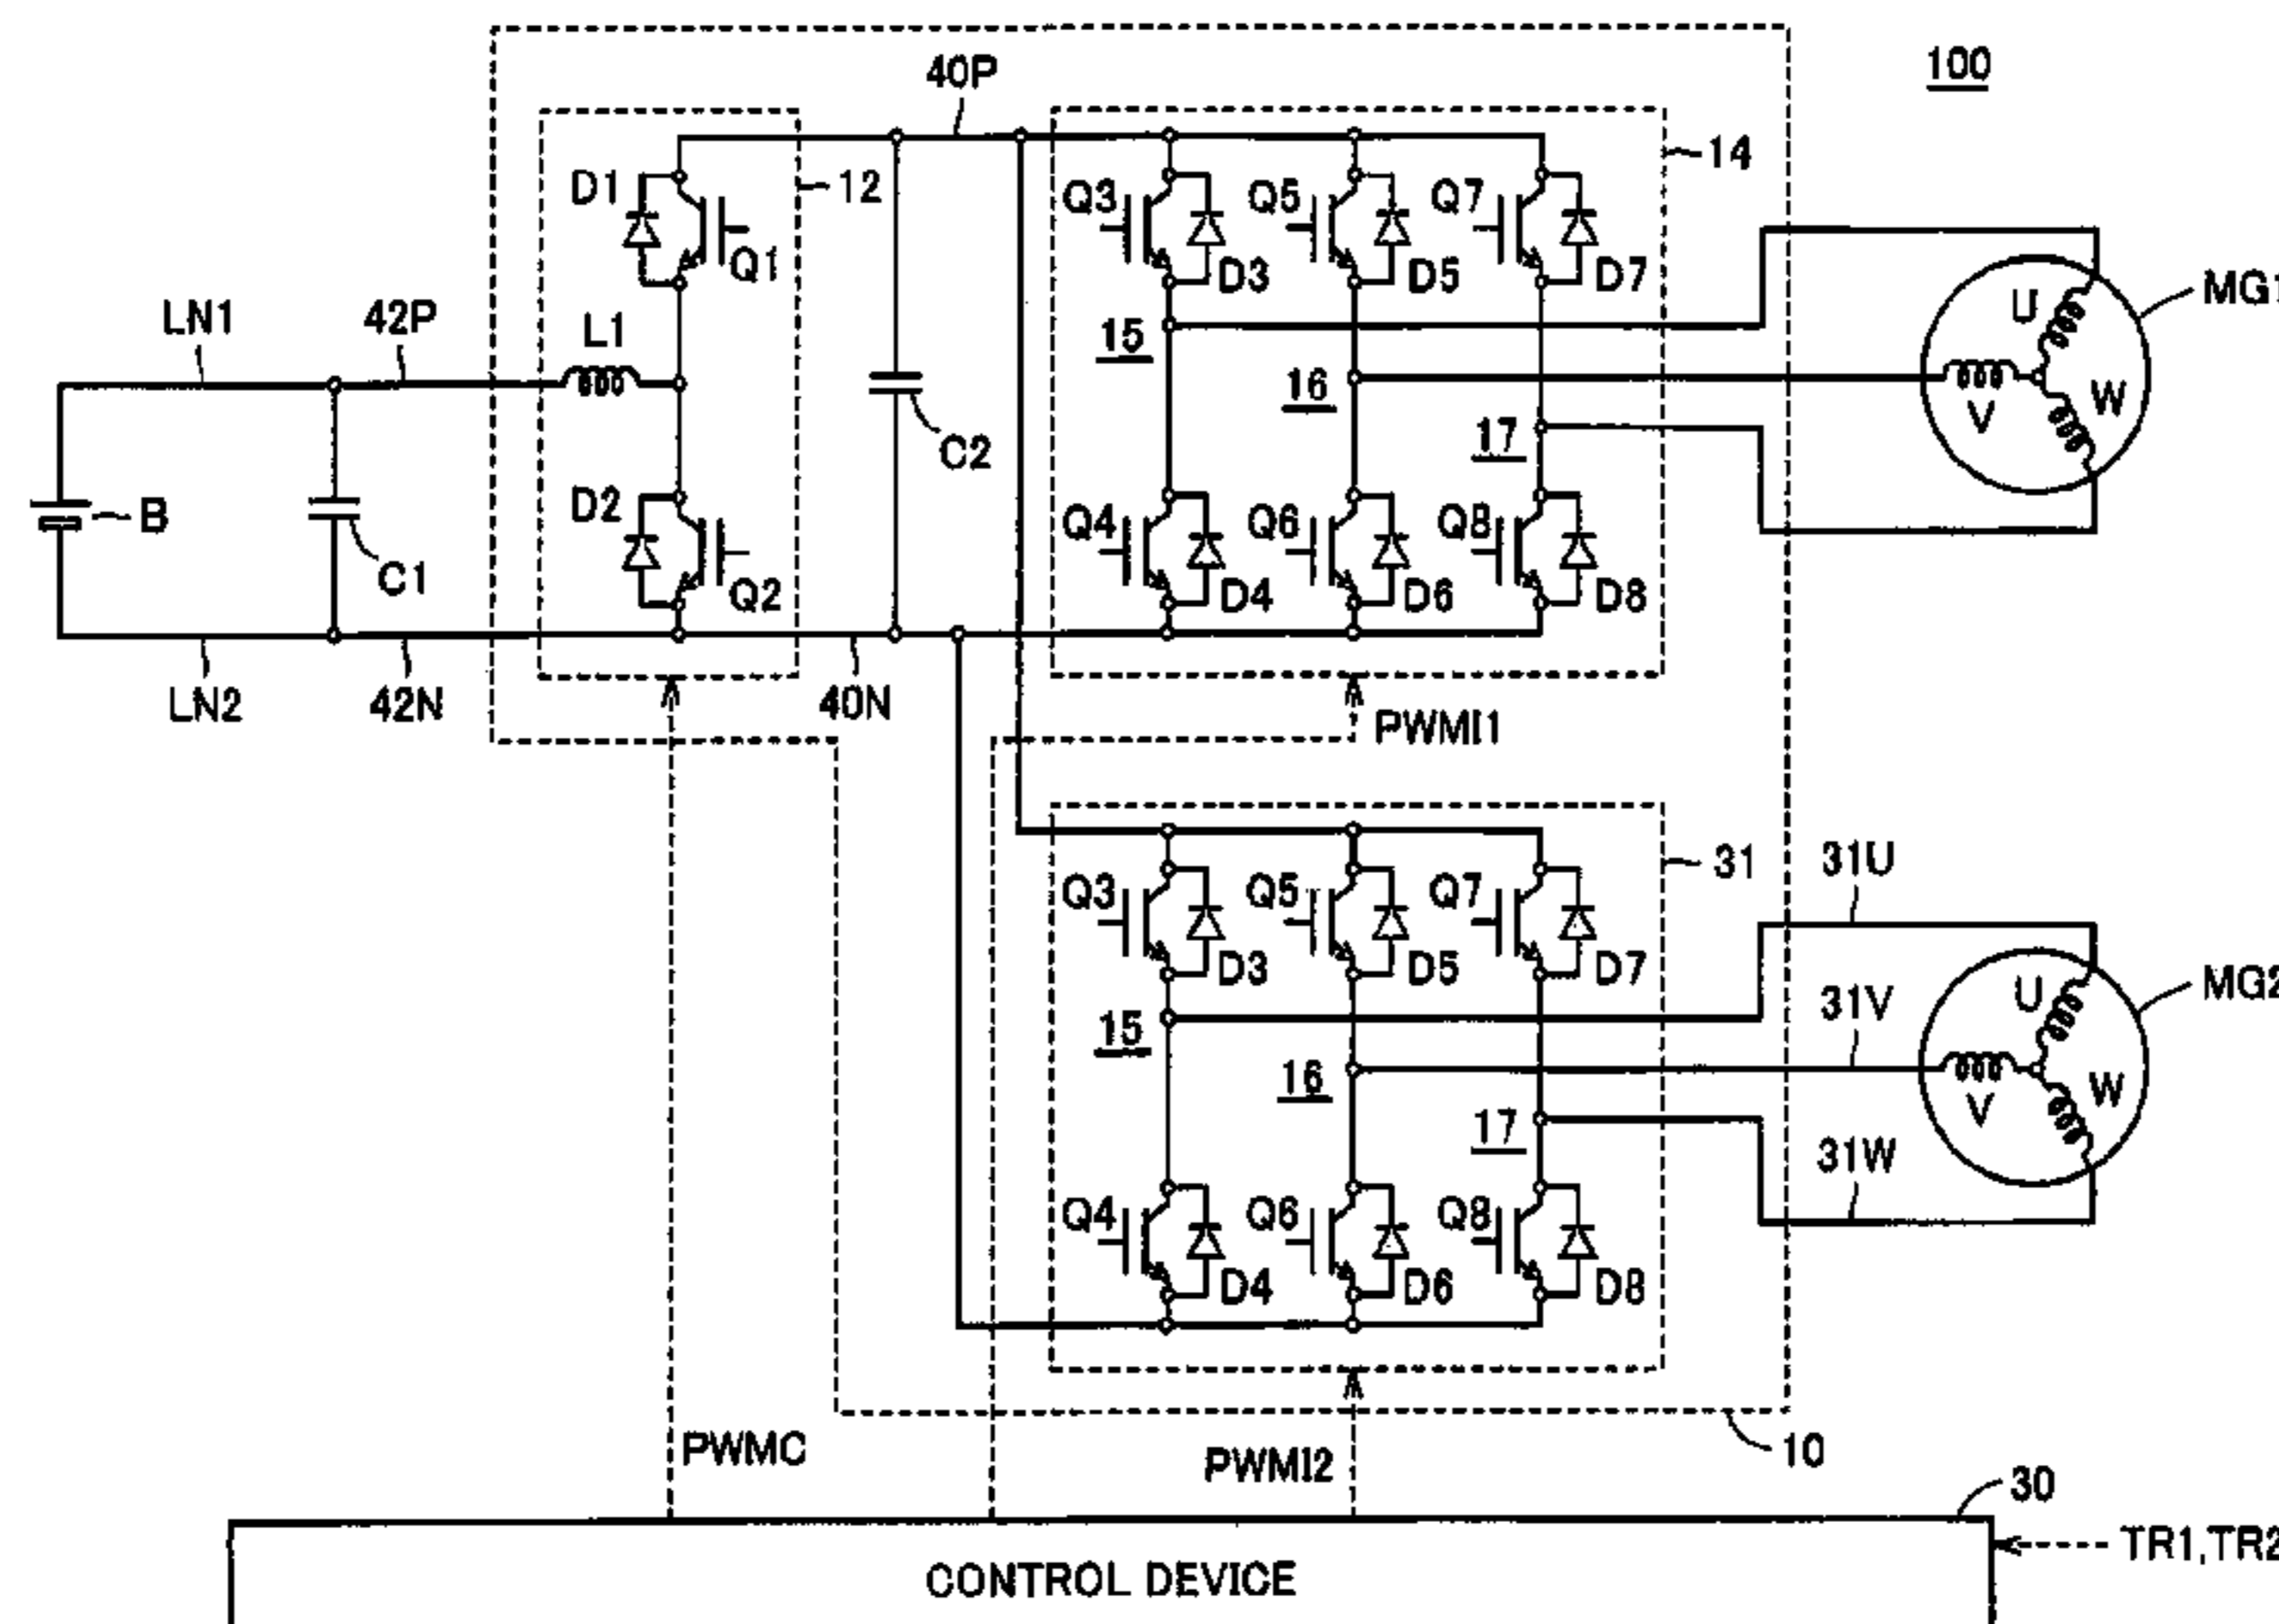 100
40P
14
12
D1
Q1
Q3
D3
Q5
D5
Q7
D7
MG1
U
V
W
LN1
42P
L1
15
16
17
C2
B
C1
D2
Q2
Q4
D4
Q6
D6
Q8
D8
LN2
42N
40N
PWMI1
31
31U
Q3
D3
Q5
D5
Q7
D7
MG2
U
V
W
31V
15
16
17
31W
Q4
D4
Q6
D6
Q8
D8
PWMC
PWMI2
10
30
TR1,TR2
CONTROL DEVICE